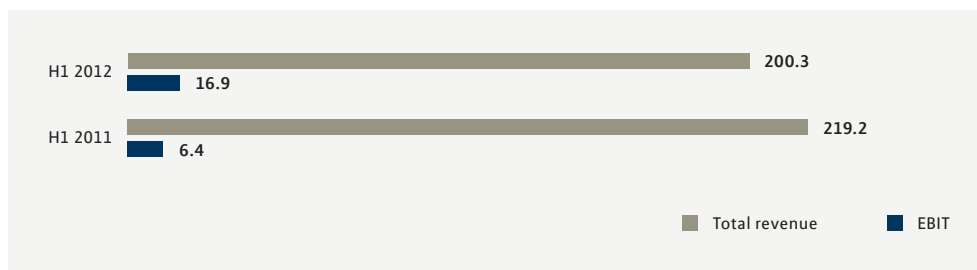 H1 2012
200.3
16.9
H1 2011
219.2
6.4
Total revenue
EBIT